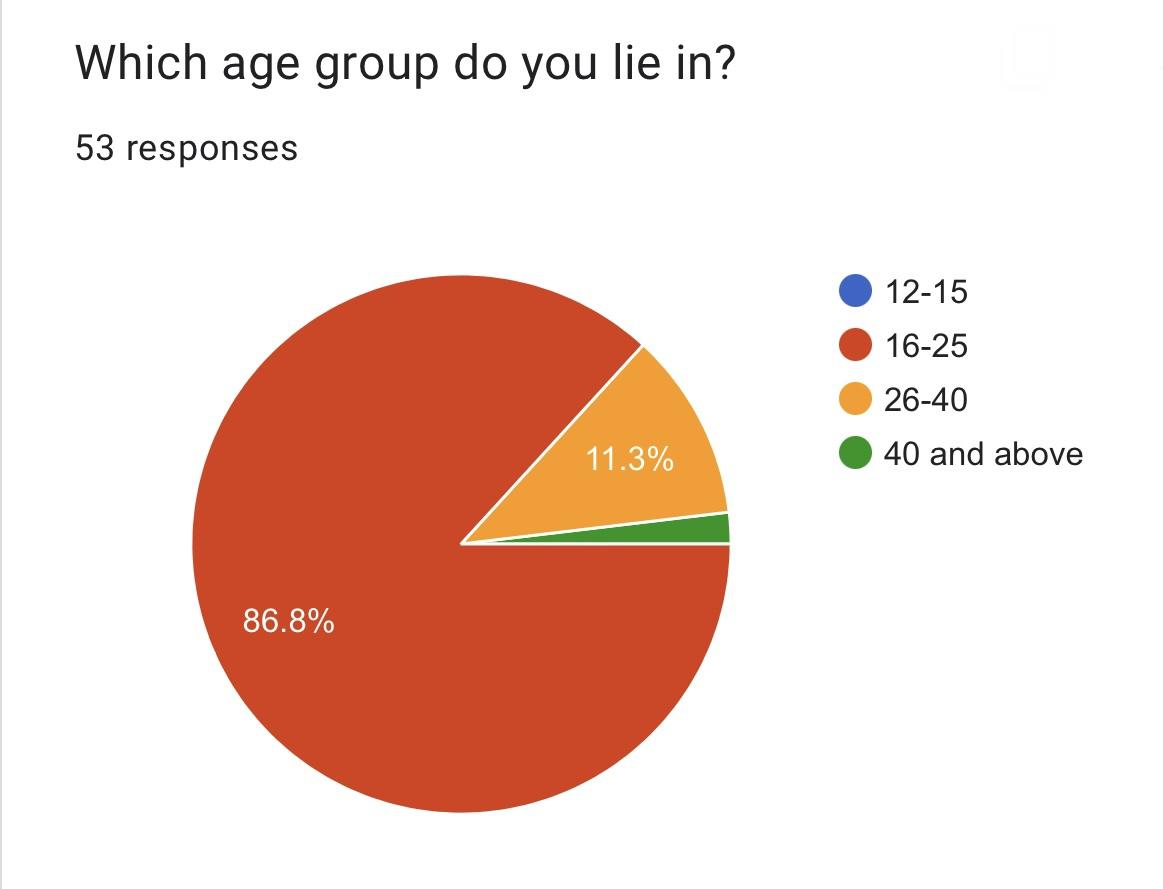 Which age group do you lie in?
53 responses
12-15
16-25
26-40
40 and above
11.3%
86.8%